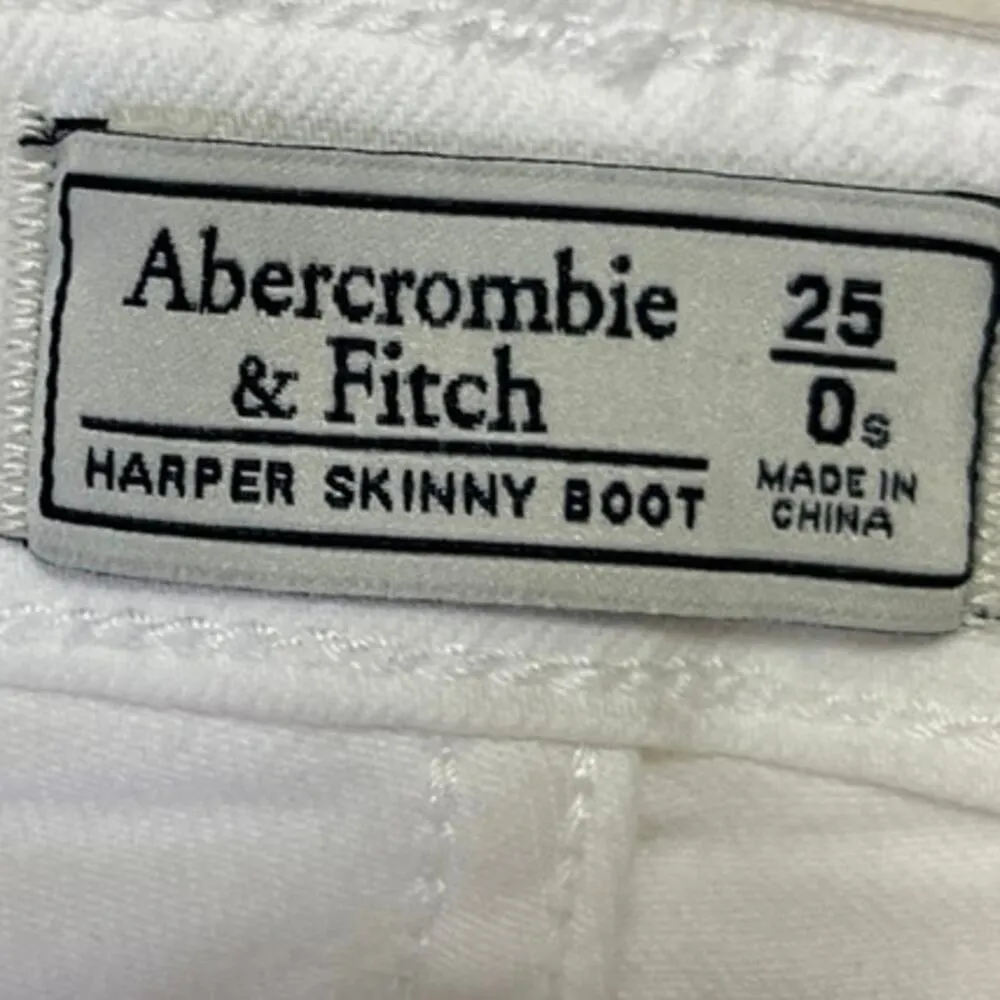 Abercrombie
& Fitch
HARPER SKINNY BOOT
25
0s
MADE IN
CHINA